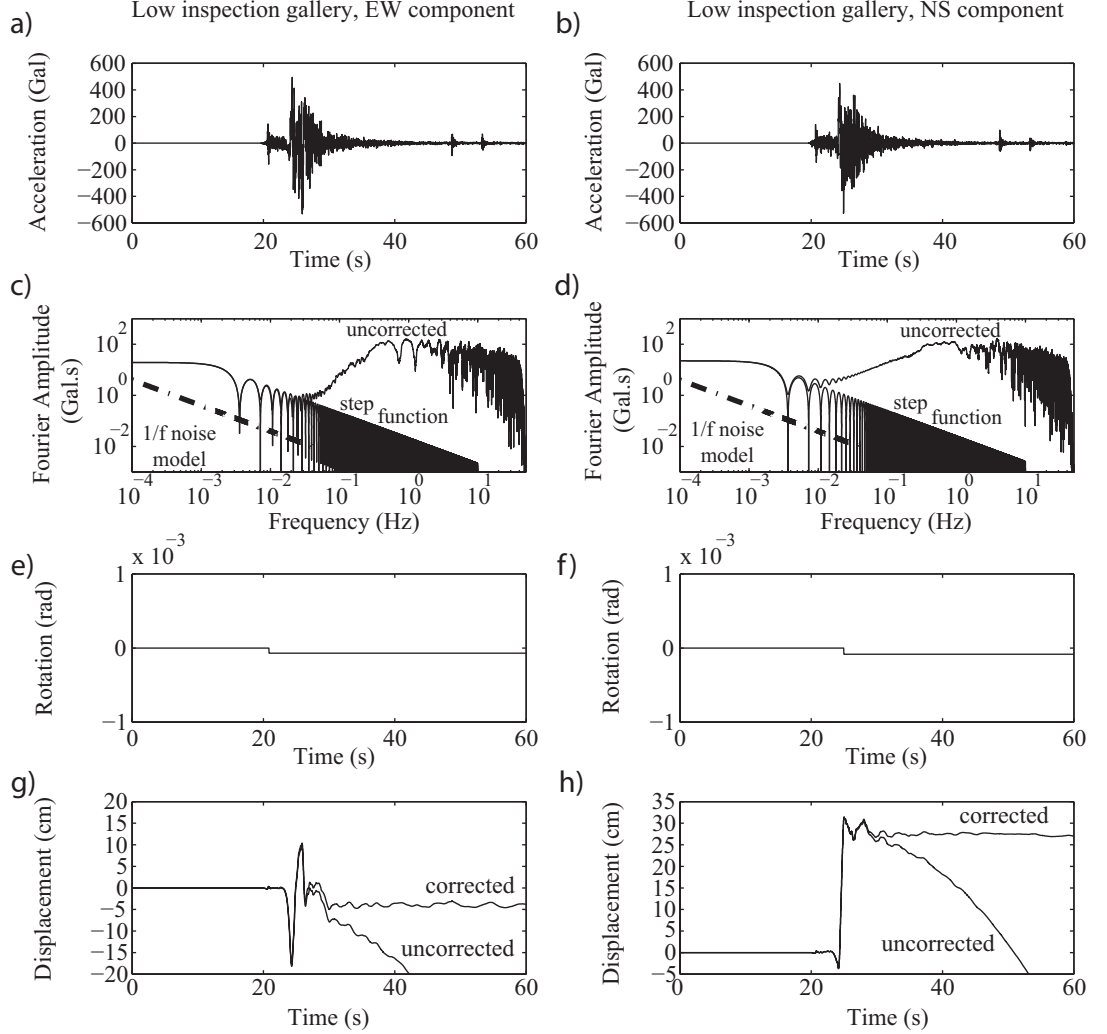 Low inspection gallery, EW component
Low inspection gallery, NS component
a)
Acceleration (Gal)
600
400
200
0
−200
−400
−600
0 20 40 60
Time (s)
b)
Acceleration (Gal)
600
400
200
0
−200
−400
−600
0 20 40 60
Time (s)
c)
Fourier Amplitude
(Gal.s)
10^2
10^0
10^−2
uncorrected
step
function
1/f noise
model
10^−4 10^−3 10^−2 10^−1 10^0 10^1
Frequency (Hz)
d)
Fourier Amplitude
(Gal.s)
10^2
10^0
10^−2
uncorrected
step
function
1/f noise
model
10^−4 10^−3 10^−2 10^−1 10^0 10^1
Frequency (Hz)
e)
Rotation (rad)
x 10^−3
1
0
−1
0 20 40 60
Time (s)
f)
Rotation (rad)
x 10^−3
1
0
−1
0 20 40 60
Time (s)
g)
Displacement (cm)
20
15
10
5
0
−5
−10
−15
−20
corrected
uncorrected
0 20 40 60
Time (s)
h)
Displacement (cm)
35
30
25
20
15
10
5
0
−5
corrected
uncorrected
0 20 40 60
Time (s)